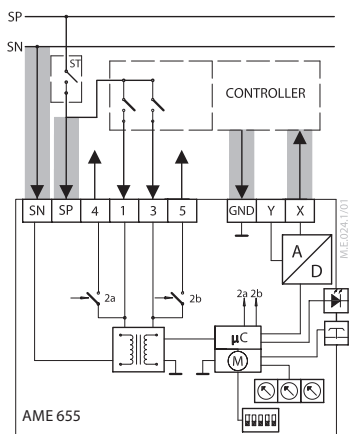 SP
SN
ST
CONTROLLER
SN SP 4 1 3 5 GND Y X
M.E.024.1/01
A
D
2a 2b 2a 2b
µC
M
AME 655